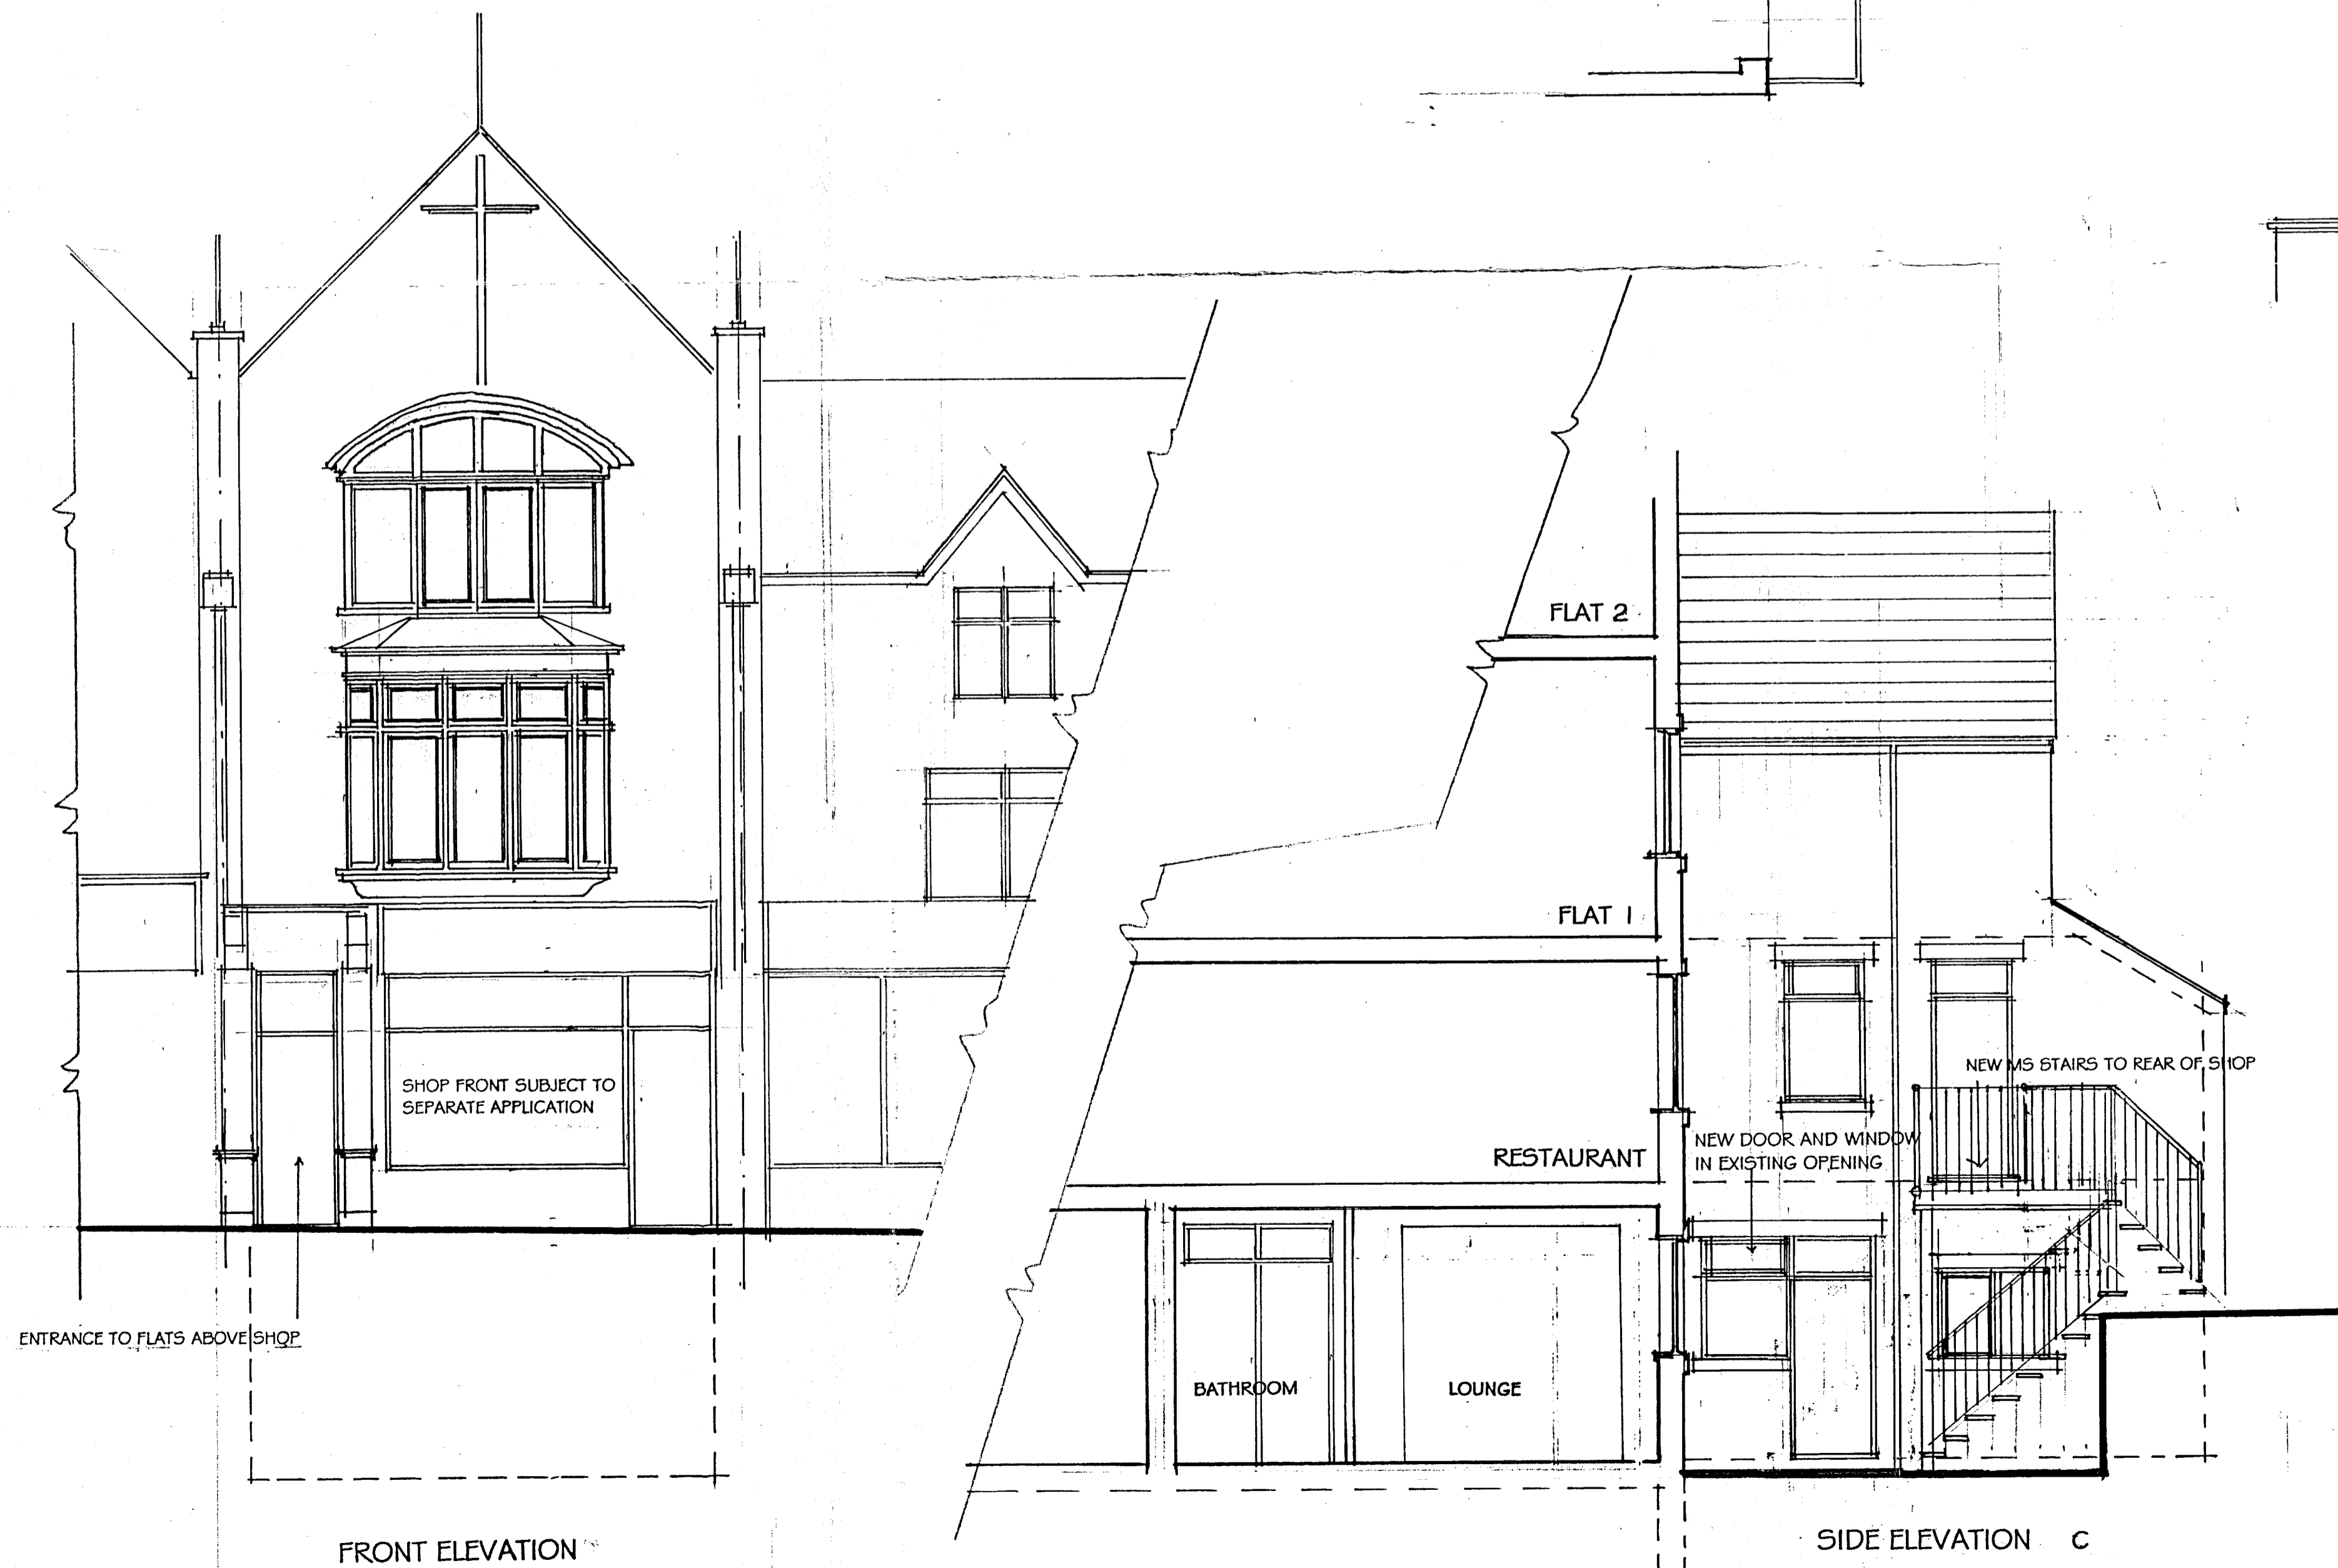 FLAT 2
FLAT 1
SHOP FRONT SUBJECT TO
SEPARATE APPLICATION
RESTAURANT
NEW MS STAIRS TO REAR OF SHOP
NEW DOOR AND WINDOW
IN EXISTING OPENING
ENTRANCE TO FLATS ABOVE SHOP
BATHROOM
LOUNGE
FRONT ELEVATION
SIDE ELEVATION C